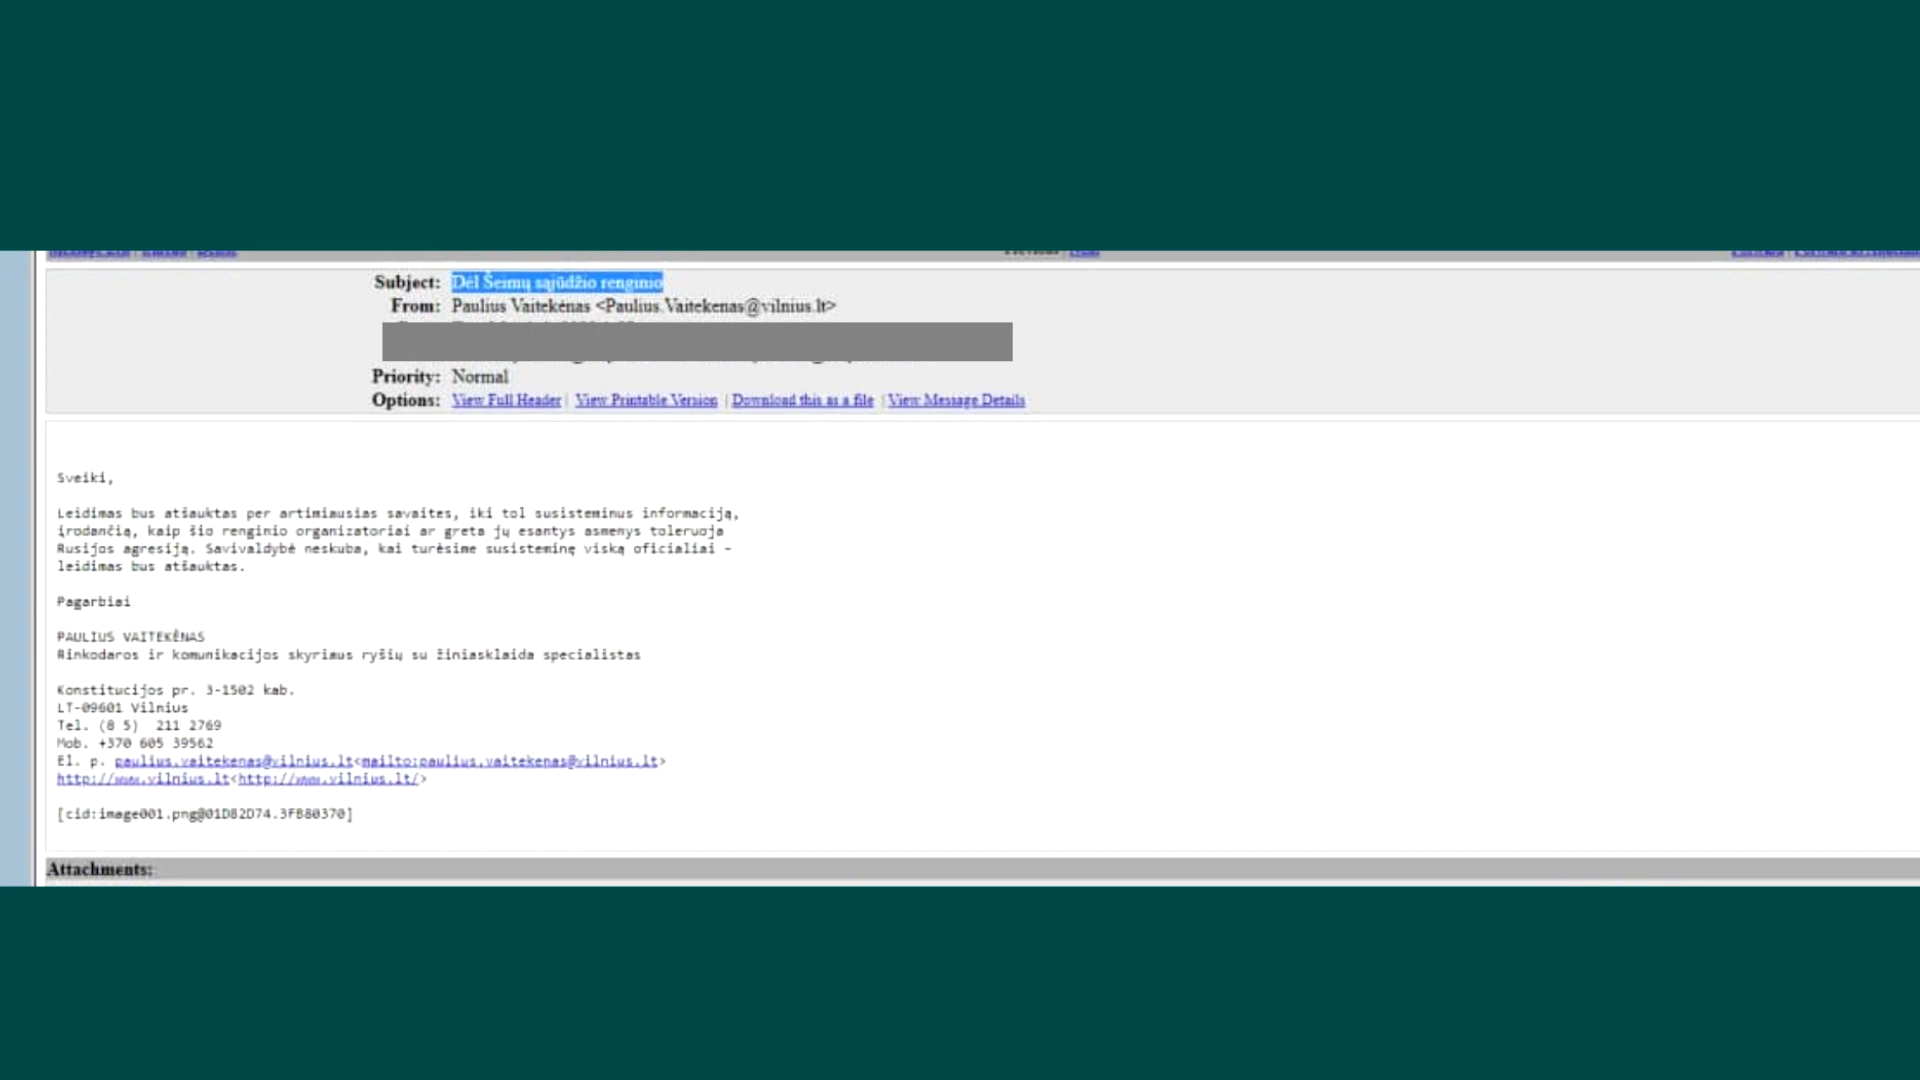 Subject: Dėl Šeimų sąjūdžio renginio
From: Paulius Vaitekėnas <Paulius.Vaitekenas@vilnius.lt>
Priority: Normal
Options: View Full Header | View Printable Version | Download this as a file | View Message Details
Sveiki,
Leidimas bus atšauktas per artimiausias savaites, iki tol susisteminus informaciją,
įrodančią, kaip šio renginio organizatoriai ar greta jų esantys asmenys toleruoja
Rusijos agresiją. Savivaldybė neskuba, kai turėsime susisteminę viską oficialiai -
leidimas bus atšauktas.
Pagarbiai
PAULIUS VAITEKĖNAS
Rinkodaros ir komunikacijos skyriaus ryšių su žiniasklaida specialistas
Konstitucijos pr. 3-1502 kab.
LT-09601 Vilnius
Tel. (8 5) 211 2769
Mob. +370 605 39562
El. p. paulius.vaitekenas@vilnius.lt<mailto:paulius.vaitekenas@vilnius.lt>
http://www.vilnius.lt<http://www.vilnius.lt/>
[cid:image001.png@01D82D74.3FB80370]
Attachments: